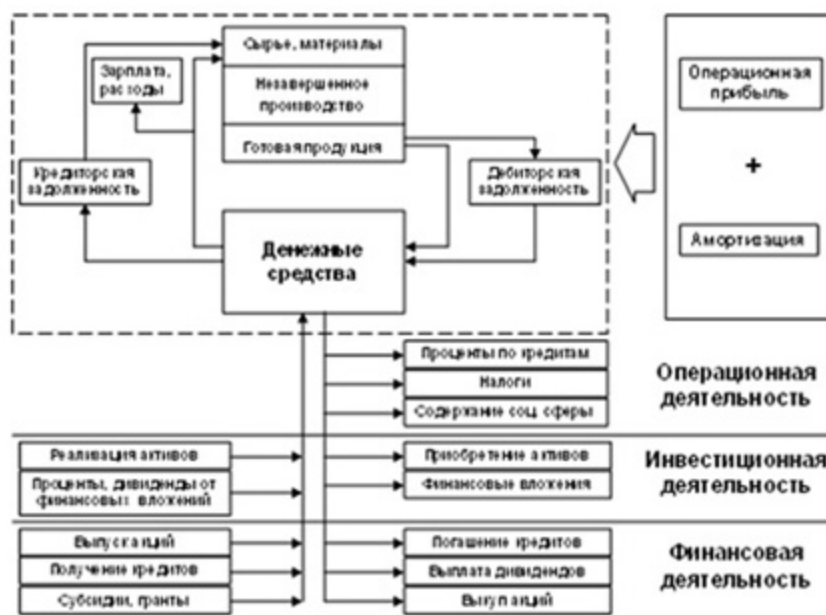 Сырье, материалы
Зарплата,
расходы
Незавершенное
производство
Готовая продукция
Кредиторская
задолженность
Дебиторская
задолженность
Денежные
средства
Операционная
прибыль
+
Амортизация
Проценты по кредитам
Налоги
Содержание соц. сферы
Операционная
деятельность
Реализация активов
Проценты, дивиденды от
финансовых вложений
Приобретение активов
Финансовые вложения
Инвестиционная
деятельность
Выпуск акций
Получение кредитов
Субсидии, гранты
Погашение кредитов
Выплата дивидендов
Выкуп акций
Финансовая
деятельность